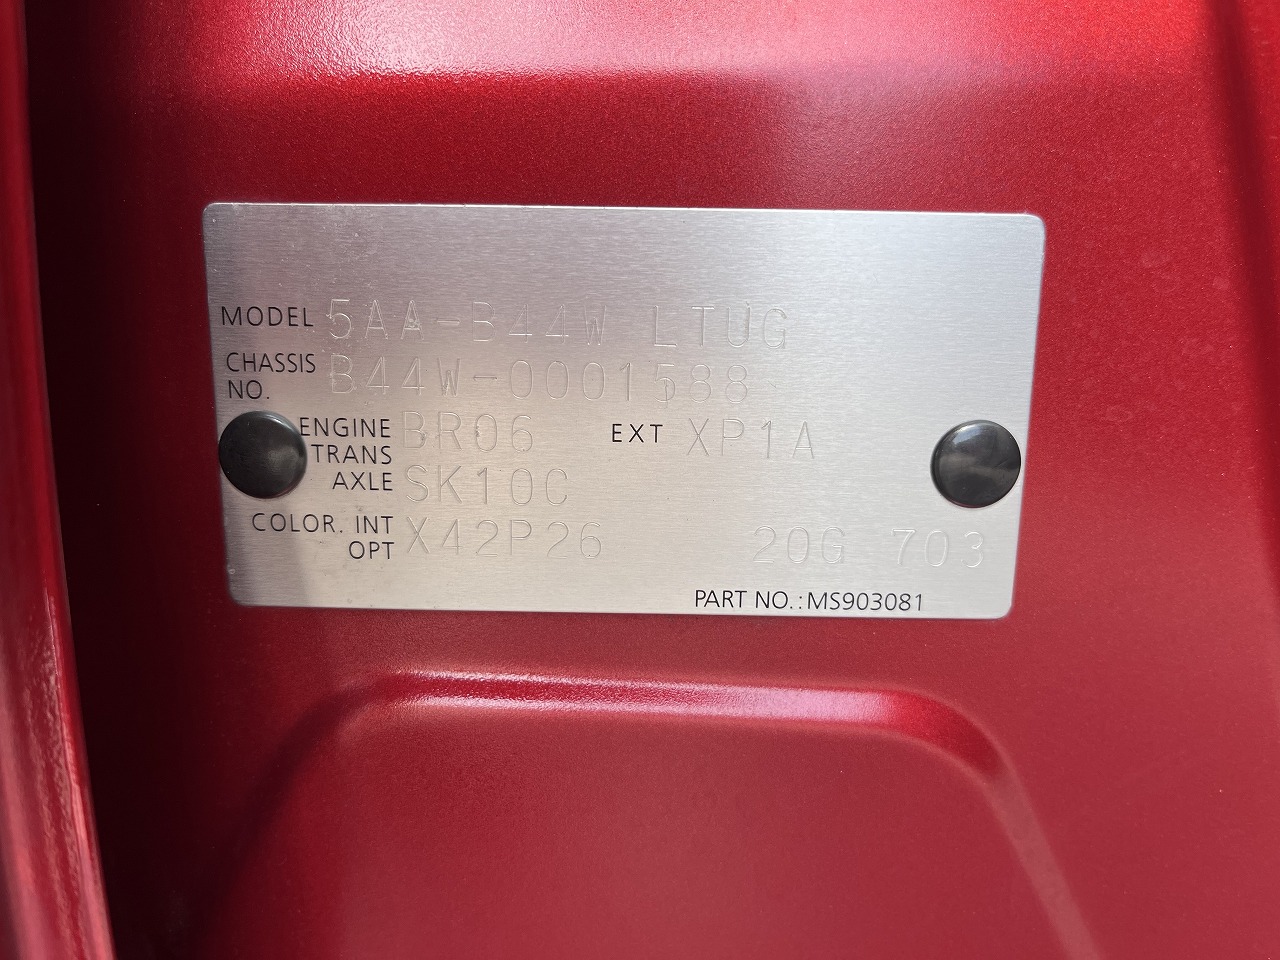 MODEL 5AA-B44W LTUG
CHASSIS NO. B44W-0001588
ENGINE BR06 EXT XP1A
TRANS AXLE SK10C
COLOR. INT OPT X42P26 20G 703
PART NO.: MS903081